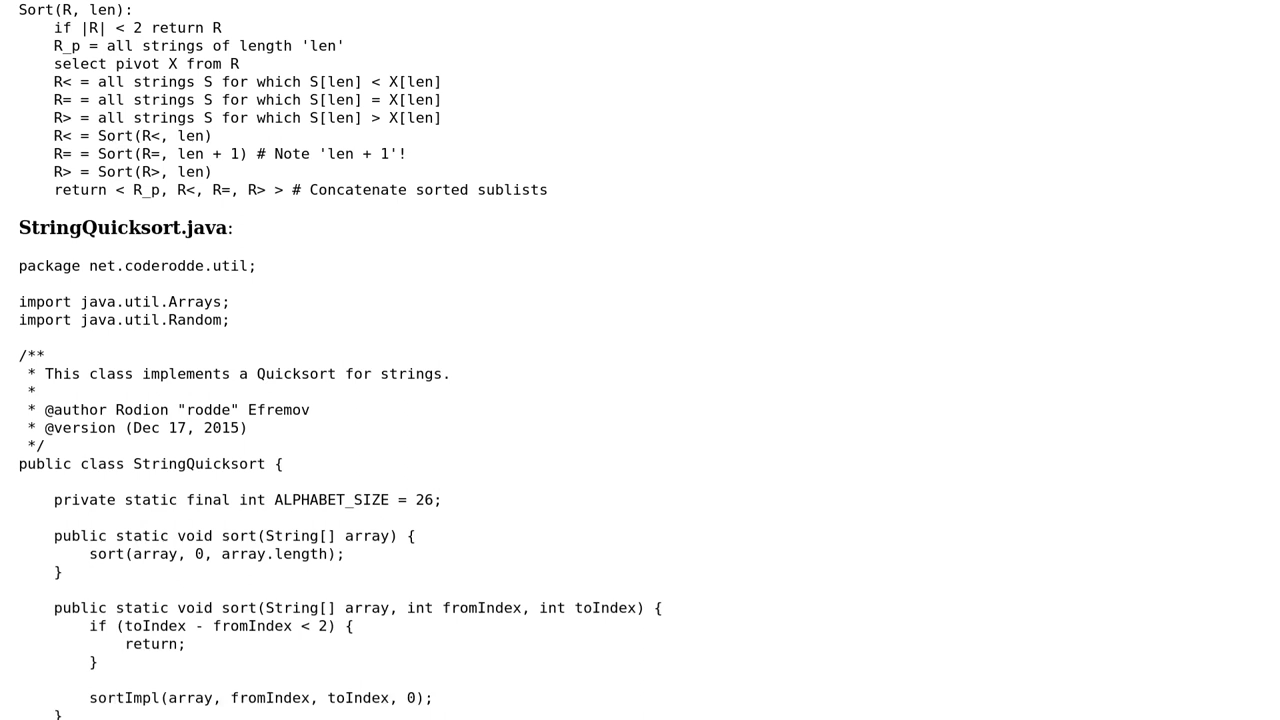 Sort(R, len):
    if |R| < 2 return R
    R_p = all strings of length 'len'
    select pivot X from R
    R< = all strings S for which S[len] < X[len]
    R= = all strings S for which S[len] = X[len]
    R> = all strings S for which S[len] > X[len]
    R< = Sort(R<, len)
    R= = Sort(R=, len + 1) # Note 'len + 1'!
    R> = Sort(R>, len)
    return < R_p, R<, R=, R> > # Concatenate sorted sublists
StringQuicksort.java:
package net.coderodde.util;
import java.util.Arrays;
import java.util.Random;
/**
 * This class implements a Quicksort for strings.
 *
 * @author Rodion "rodde" Efremov
 * @version (Dec 17, 2015)
 */
public class StringQuicksort {
    private static final int ALPHABET_SIZE = 26;
    public static void sort(String[] array) {
        sort(array, 0, array.length);
    }
    public static void sort(String[] array, int fromIndex, int toIndex) {
        if (toIndex - fromIndex < 2) {
            return;
        }
        sortImpl(array, fromIndex, toIndex, 0);
    }